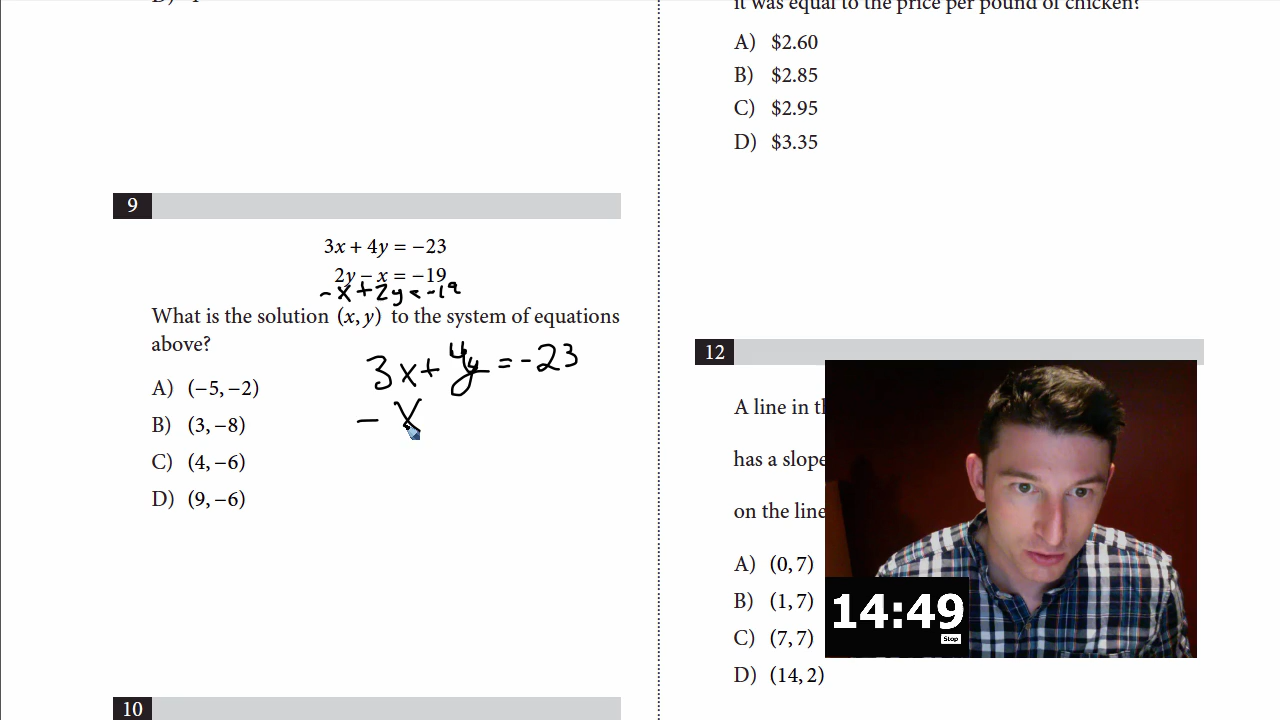 it was equal to the price per pound of chicken?
A) $2.60
B) $2.85
C) $2.95
D) $3.35
9
3x + 4y = −23
2y − x = −19
-x+2y=-19
What is the solution (x, y) to the system of equations
above?
3x+4y=-23
-x
A) (−5, −2)
B) (3, −8)
C) (4, −6)
D) (9, −6)
10
12
A line in
has a slope
on the line
A) (0, 7)
B) (1, 7)
C) (7, 7)
D) (14, 2)
14:49
Stop